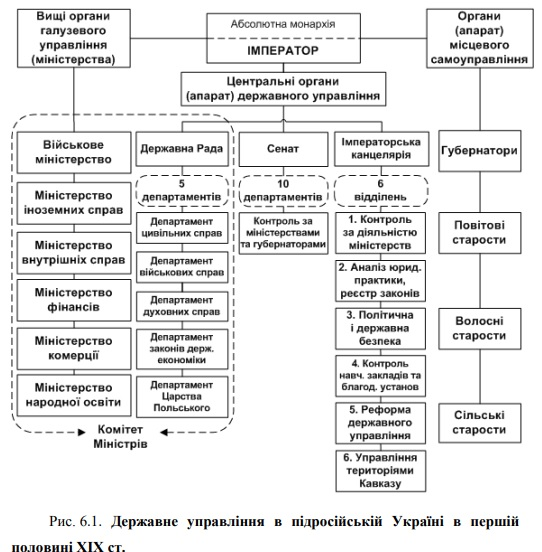 Вищі органи
галузевого
управління
(міністерства)
Абсолютна монархія
ІМПЕРАТОР
Органи
(апарат)
місцевого
самоуправління
Центральні органи
(апарат) державного управління
Військове
міністерство
Міністерство
іноземних справ
Міністерство
внутрішніх справ
Міністерство
фінансів
Міністерство
комерції
Міністерство
народної освіти
Державна Рада
5
департаментів
Департамент
цивільних справ
Департамент
військових справ
Департамент
духовних справ
Департамент
законів держ.
економіки
Департамент
Царства
Польського
Комітет
Міністрів
Сенат
10
департаментів
Контроль за
міністерствами
та губернаторами
Імператорська
канцелярія
6
відділень
1. Контроль
за діяльністю
міністерств
2. Аналіз юрид.
практики,
реєстр законів
3. Політична
і державна
безпека
4. Контроль
навч. закладів та
благод. установ
5. Реформа
державного
управління
6. Управління
територіями
Кавказу
Губернатори
Повітові
старости
Волосні
старости
Сільські
старости
Рис. 6.1. Державне управління в підросійській Україні в першій
половині XIX ст.